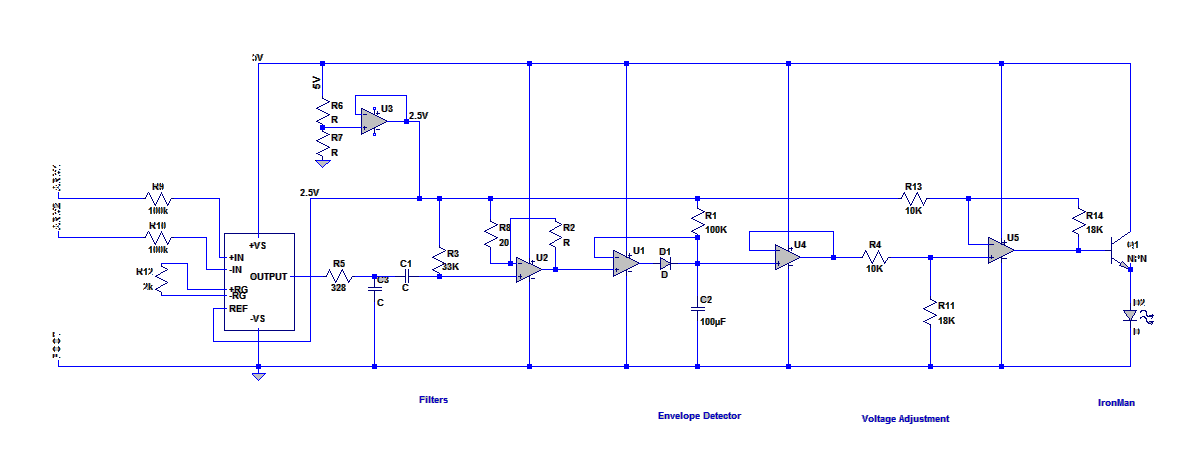 5V
5V
R6
R
U3
2.5V
R7
R
2.5V
R9
100k
R13
10K
R10
100k
R8
20
R2
R
R1
100K
R14
18K
+VS
+IN
-IN
OUTPUT
+RG
-RG
REF
-VS
R12
2k
R5
328
C1
C
C3
C
R3
33K
U2
U1
D1
D
U4
R4
10K
U5
Q1
NPN
C2
100µF
R11
18K
D2
D
Filters
Envelope Detector
Voltage Adjustment
IronMan